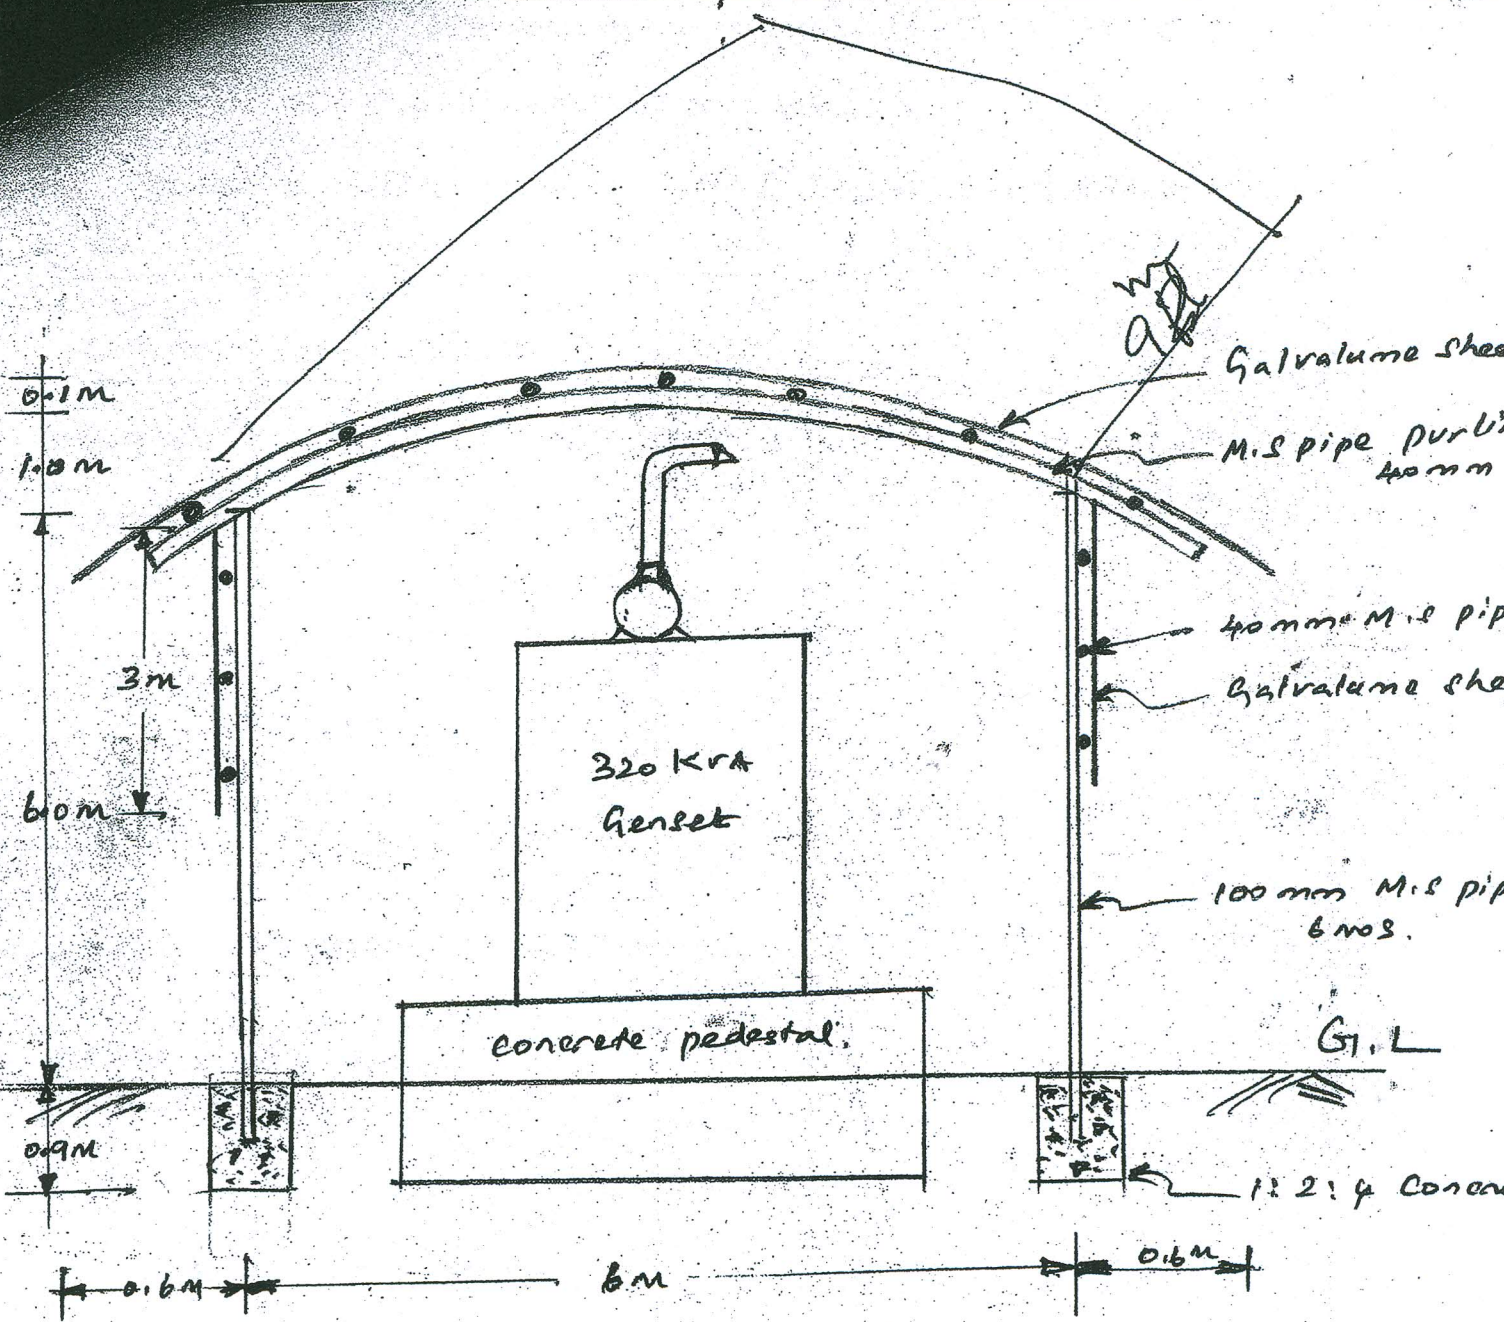 9 m
Galvalume shee
0.1M
1.0M
M.S pipe purli
40mm
40mm M.S pip
3m
Galvalume she
320 KVA
6.0M
Genset
100mm M.S pip
6 nos.
concrete pedestal.
G.L
0.9M
1:2:4 Concr
0.6M
6M
0.6M